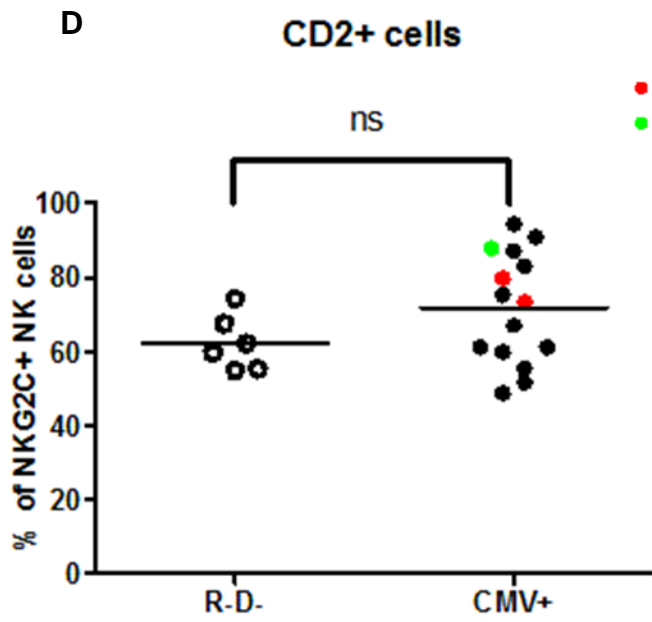 D
CD2+ cells
ns
% of NKG2C+ NK cells
100
80
60
40
20
0
R-D-
CMV+